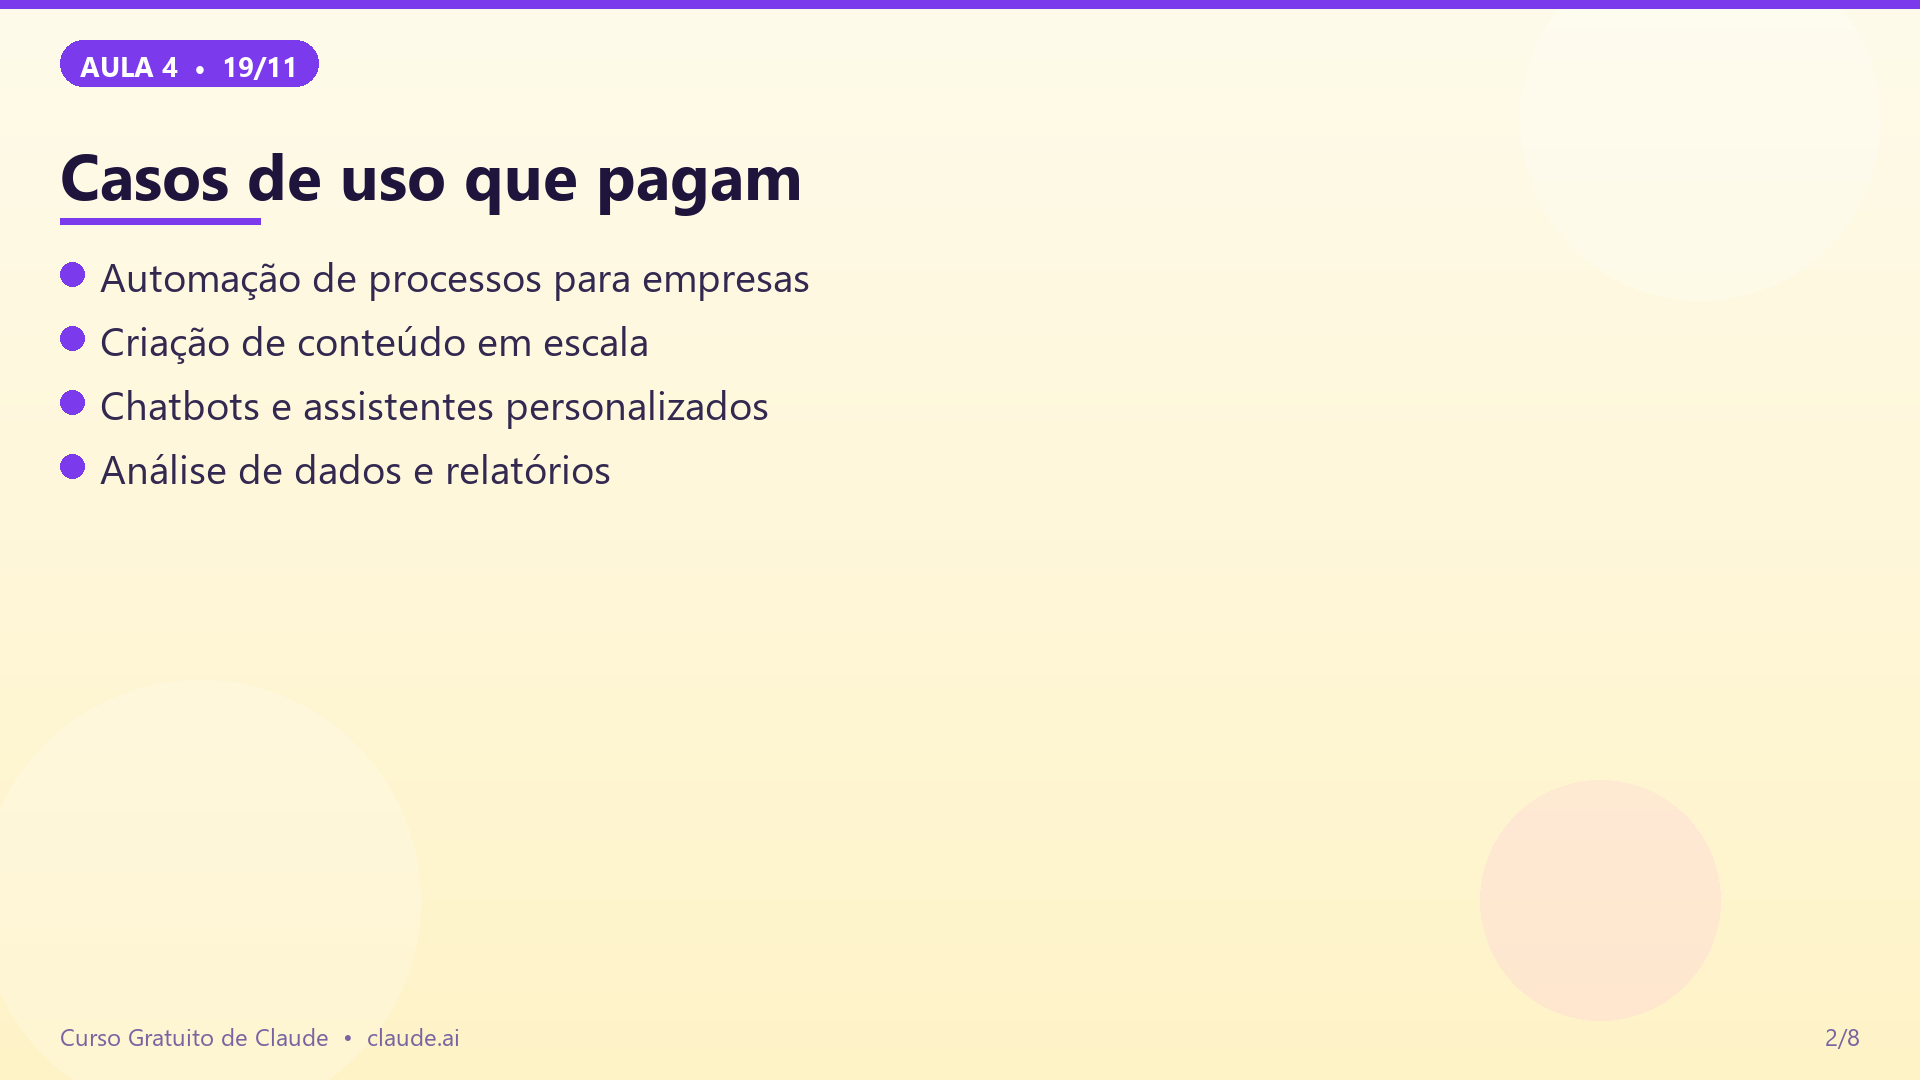 AULA 4 • 19/11
Casos de uso que pagam
Automação de processos para empresas
Criação de conteúdo em escala
Chatbots e assistentes personalizados
Análise de dados e relatórios
Curso Gratuito de Claude • claude.ai
2/8